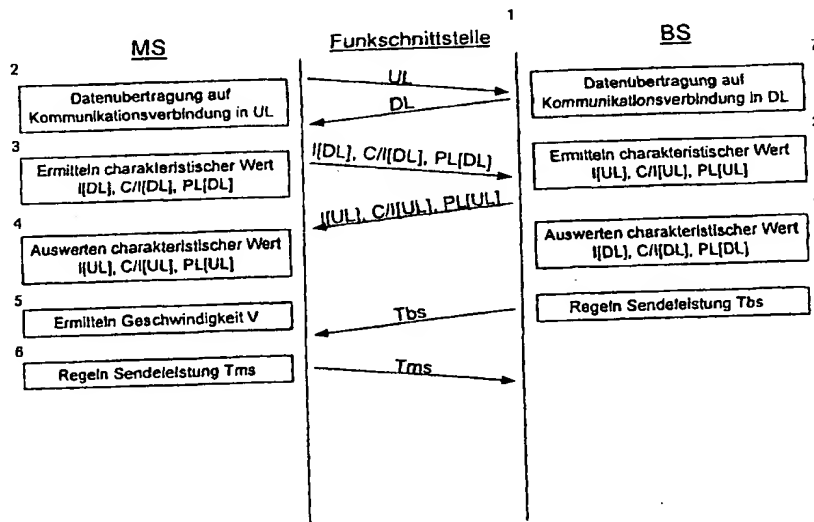 1
MS
Funkschnittstelle
BS
2
Datenubertragung auf
Kommunikationsverbindung in UL
UL
DL
Datenubertragung auf
Kommunikationsverbindung in DL
3
Ermitteln charakteristischer Wert
I[DL], C/I[DL], PL[DL]
I[DL], C/I[DL], PL[DL]
Ermitteln charakteristischer Wert
I[UL], C/I[UL], PL[UL]
I[UL], C/I[UL], PL[UL]
4
Auswerten charakteristischer Wert
I[UL], C/I[UL], PL[UL]
Auswerten charakteristischer Wert
I[DL], C/I[DL], PL[DL]
5
Ermitteln Geschwindigkeit V
Tbs
Regeln Sendeleistung Tbs
6
Regeln Sendeleistung Tms
Tms